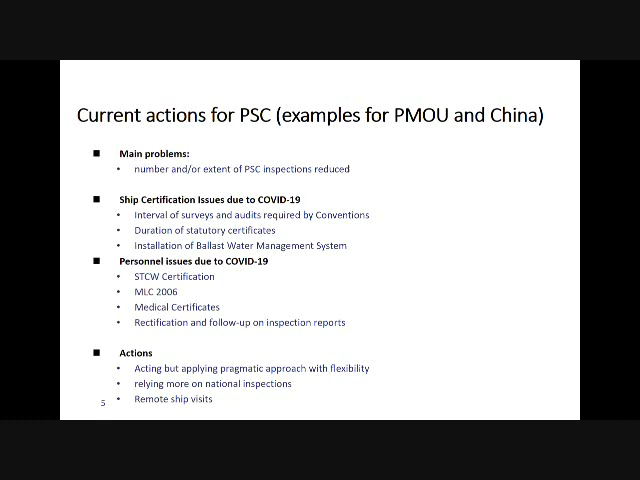 Current actions for PSC (examples for PMOU and China)
■ Main problems:
• number and/or extent of PSC inspections reduced
■ Ship Certification Issues due to COVID-19
• Interval of surveys and audits required by Conventions
• Duration of statutory certificates
• Installation of Ballast Water Management System
■ Personnel issues due to COVID-19
• STCW Certification
• MLC 2006
• Medical Certificates
• Rectification and follow-up on inspection reports
■ Actions
• Acting but applying pragmatic approach with flexibility
• relying more on national inspections
• Remote ship visits
5